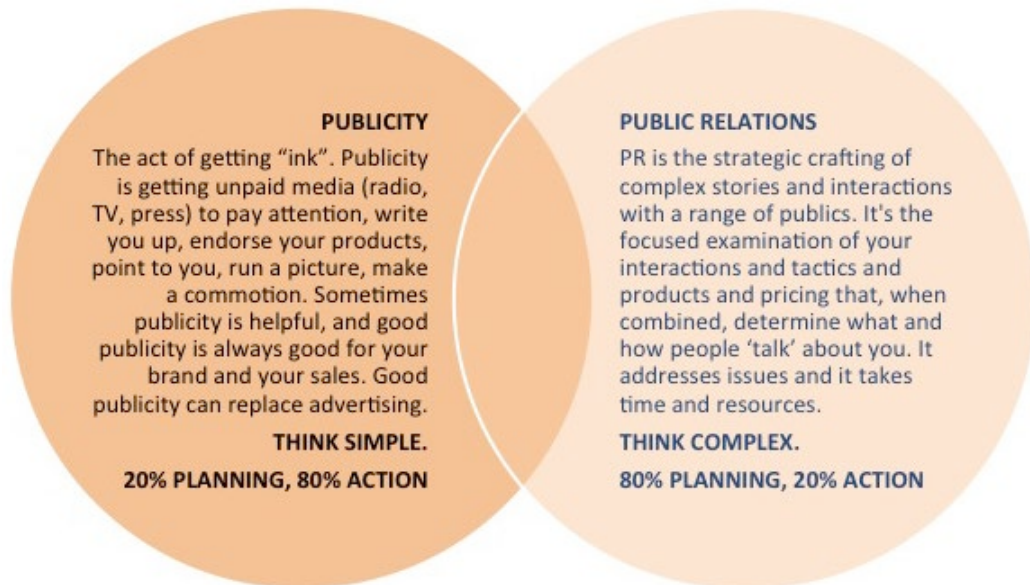 PUBLICITY
The act of getting “ink”. Publicity
is getting unpaid media (radio,
TV, press) to pay attention, write
you up, endorse your products,
point to you, run a picture, make
a commotion. Sometimes
publicity is helpful, and good
publicity is always good for your
brand and your sales. Good
publicity can replace advertising.
THINK SIMPLE.
20% PLANNING, 80% ACTION
PUBLIC RELATIONS
PR is the strategic crafting of
complex stories and interactions
with a range of publics. It's the
focused examination of your
interactions and tactics and
products and pricing that, when
combined, determine what and
how people ‘talk’ about you. It
addresses issues and it takes
time and resources.
THINK COMPLEX.
80% PLANNING, 20% ACTION